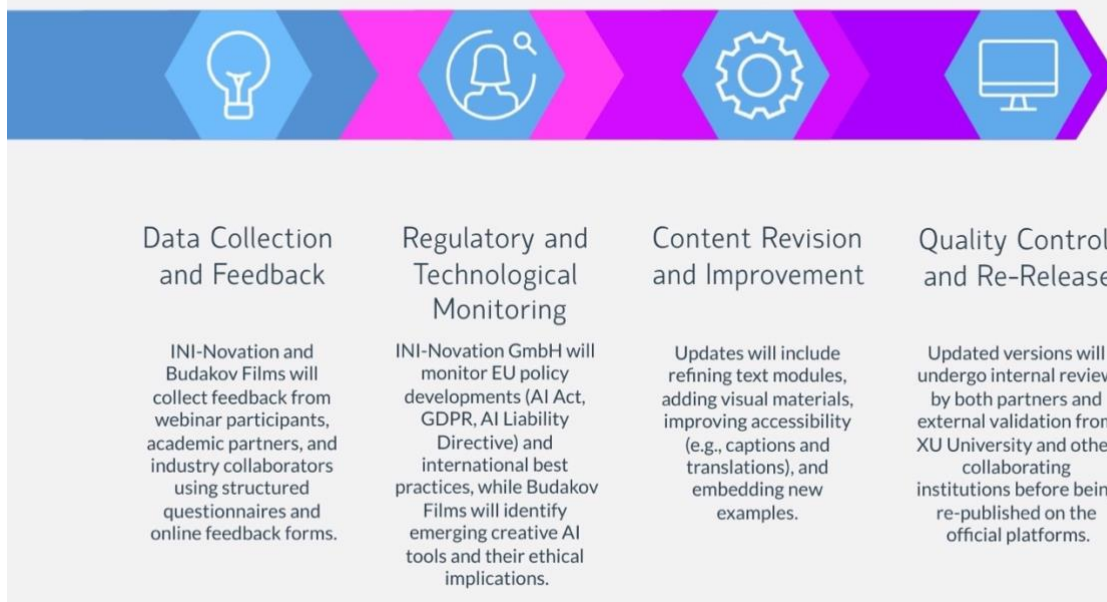 Data Collection
and Feedback
INI-Novation and
Budakov Films will
collect feedback from
webinar participants,
academic partners, and
industry collaborators
using structured
questionnaires and
online feedback forms.
Regulatory and
Technological
Monitoring
INI-Novation GmbH will
monitor EU policy
developments (AI Act,
GDPR, AI Liability
Directive) and
international best
practices, while Budakov
Films will identify
emerging creative AI
tools and their ethical
implications.
Content Revision
and Improvement
Updates will include
refining text modules,
adding visual materials,
improving accessibility
(e.g., captions and
translations), and
embedding new
examples.
Quality Control
and Re-Release
Updated versions will
undergo internal review
by both partners and
external validation from
XU University and othe
collaborating
institutions before bein
re-published on the
official platforms.